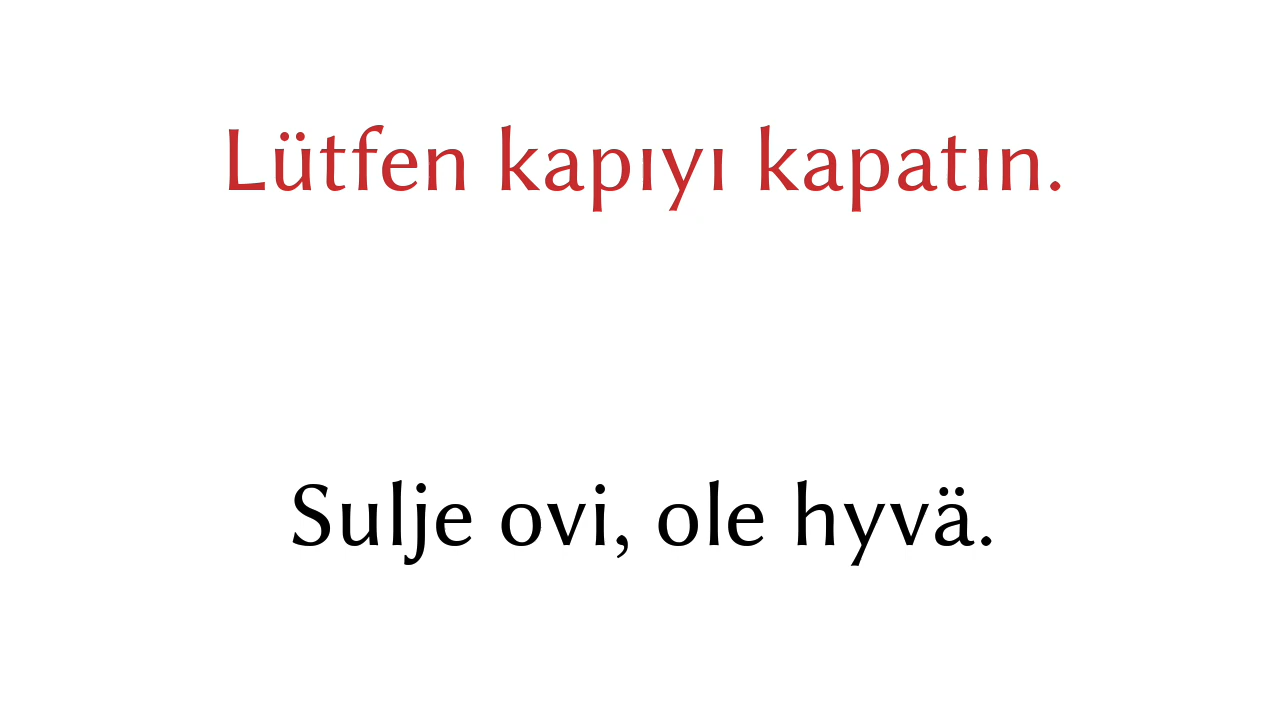 Lütfen kapıyı kapatın.
Sulje ovi, ole hyvä.